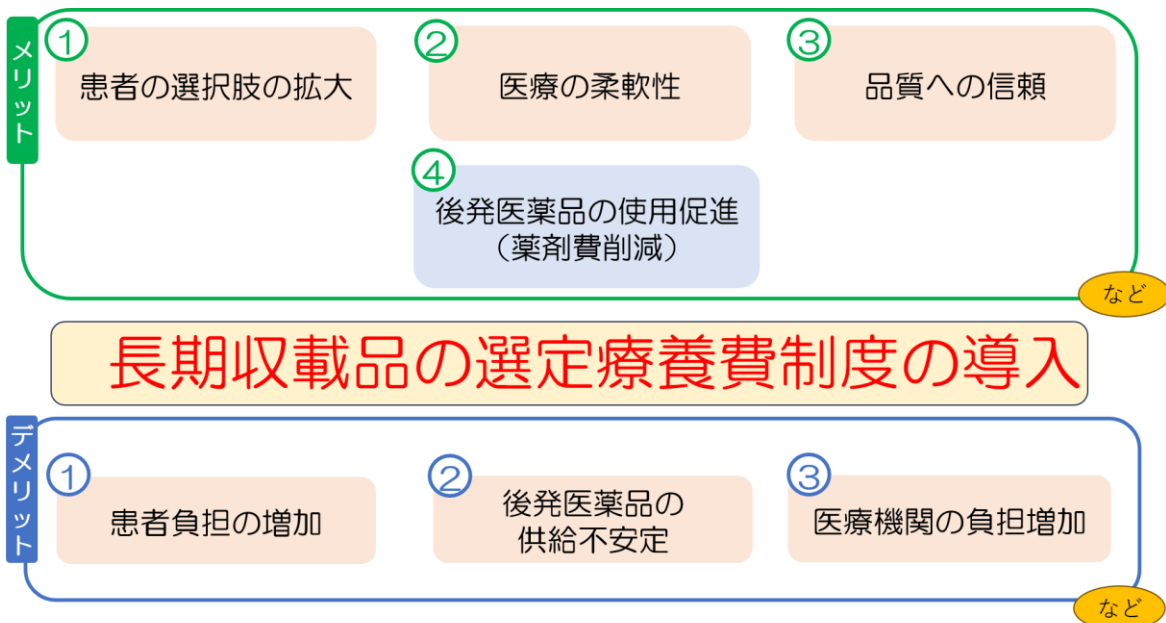 メリット
①
患者の選択肢の拡大
②
医療の柔軟性
③
品質への信頼
④
後発医薬品の使用促進
（薬剤費削減）
など
長期収載品の選定療養費制度の導入
デメリット
①
患者負担の増加
②
後発医薬品の
供給不安定
③
医療機関の負担増加
など